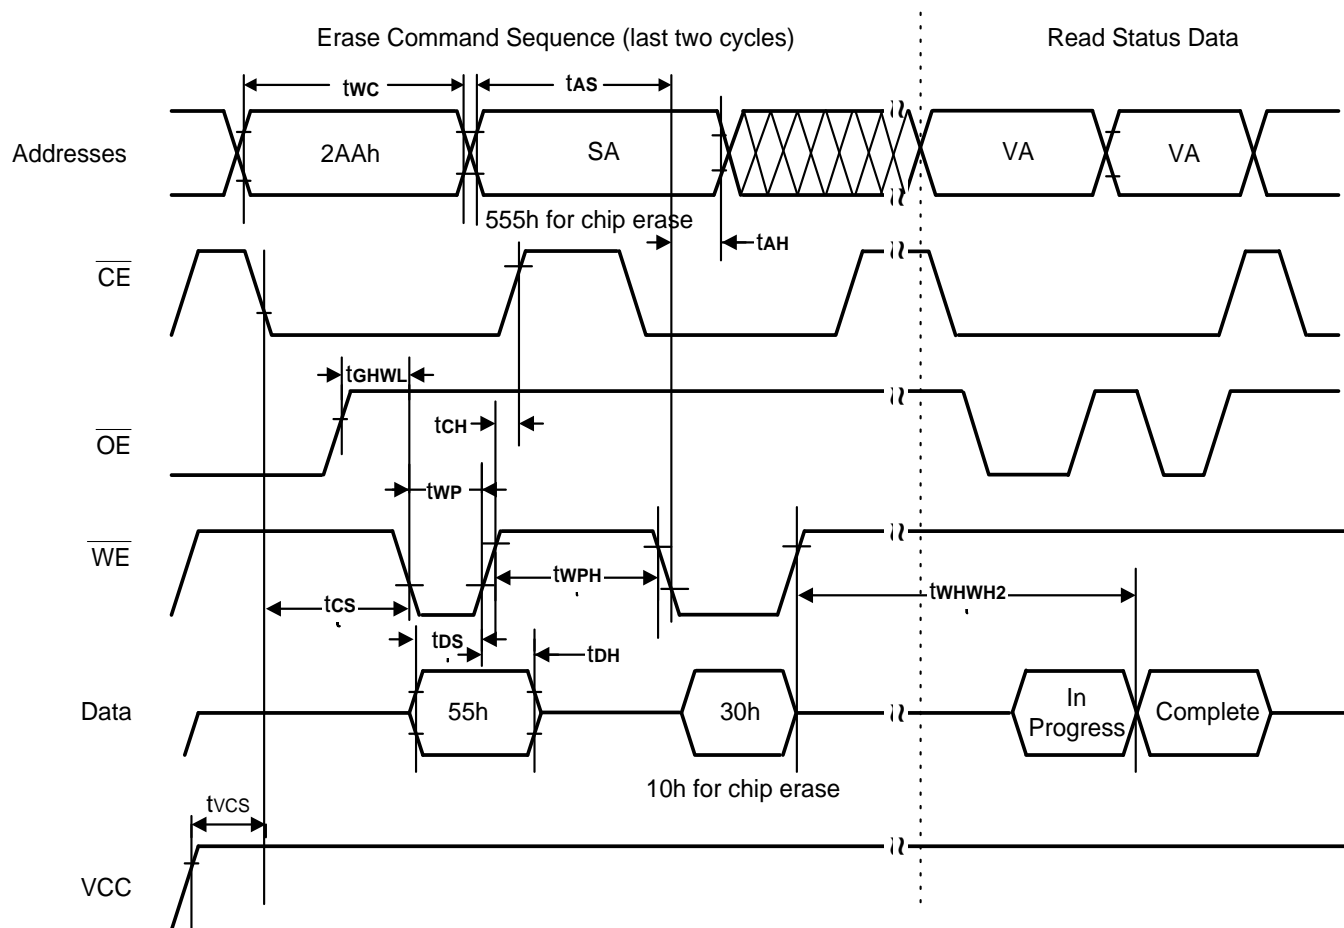 Erase Command Sequence (last two cycles)
Read Status Data
tWC
tAS
Addresses
2AAh
SA
VA
VA
555h for chip erase
tAH
CE
tGHWL
tCH
OE
tWP
WE
tWPH
tCS
tWHWH2
tDS
tDH
Data
55h
30h
In
Progress
Complete
10h for chip erase
tVCS
VCC